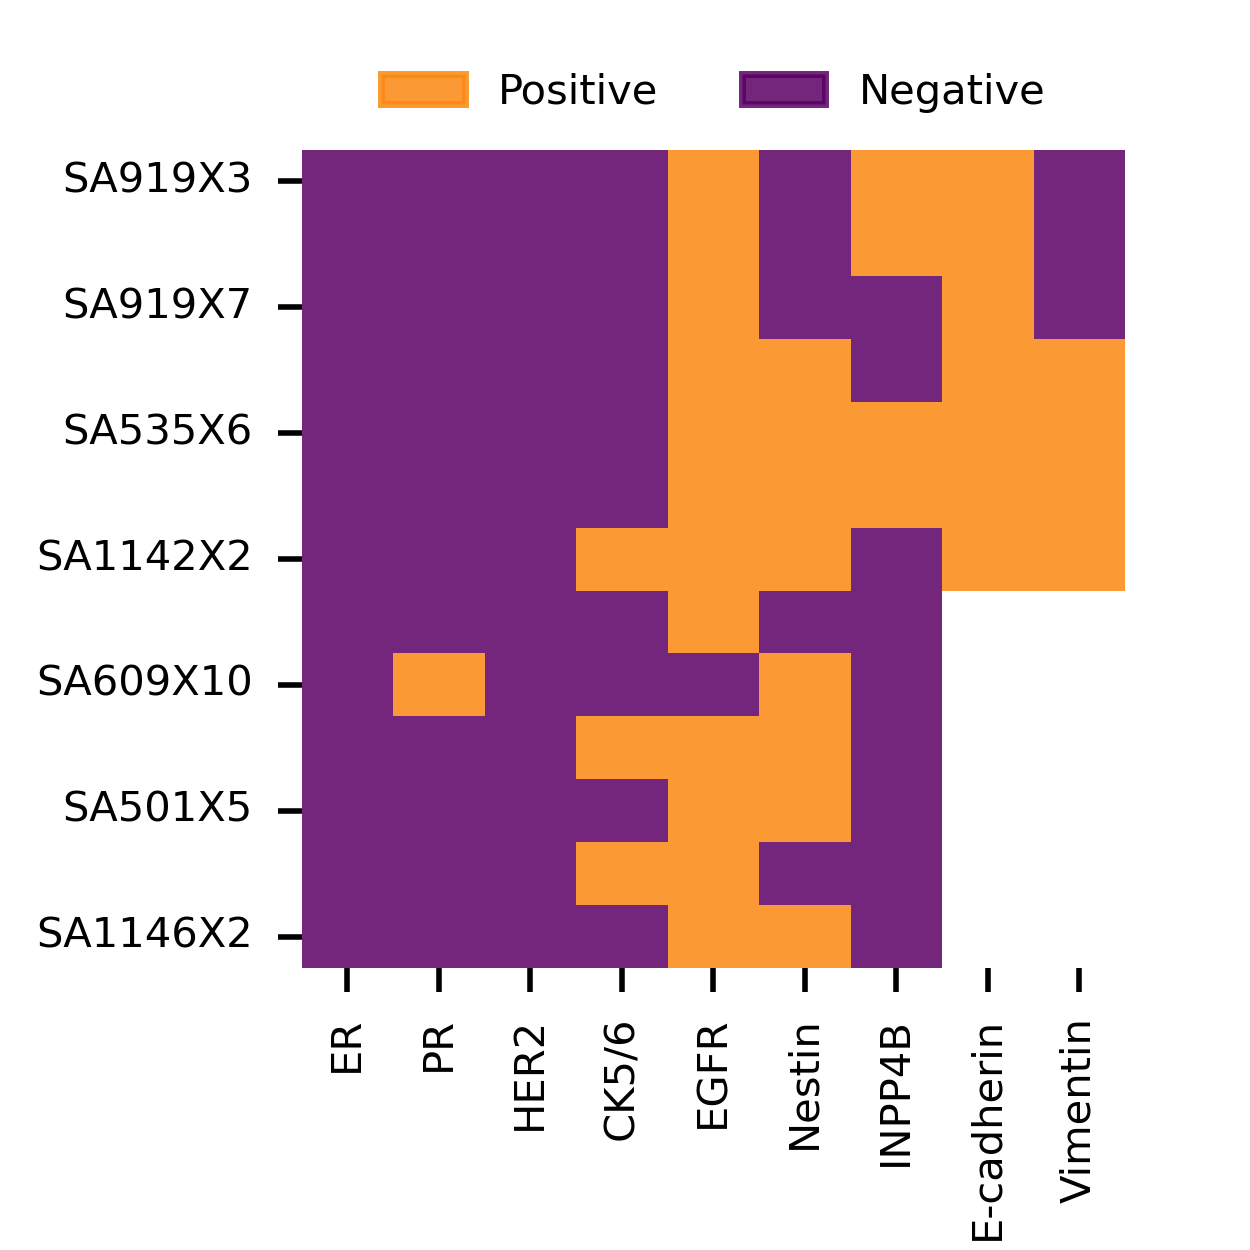 Positive Negative
SA919X3
SA919X7
SA535X6
SA1142X2
SA609X10
SA501X5
SA1146X2
ER
PR
HER2
CK5/6
EGFR
Nestin
INPP4B
E-cadherin
Vimentin